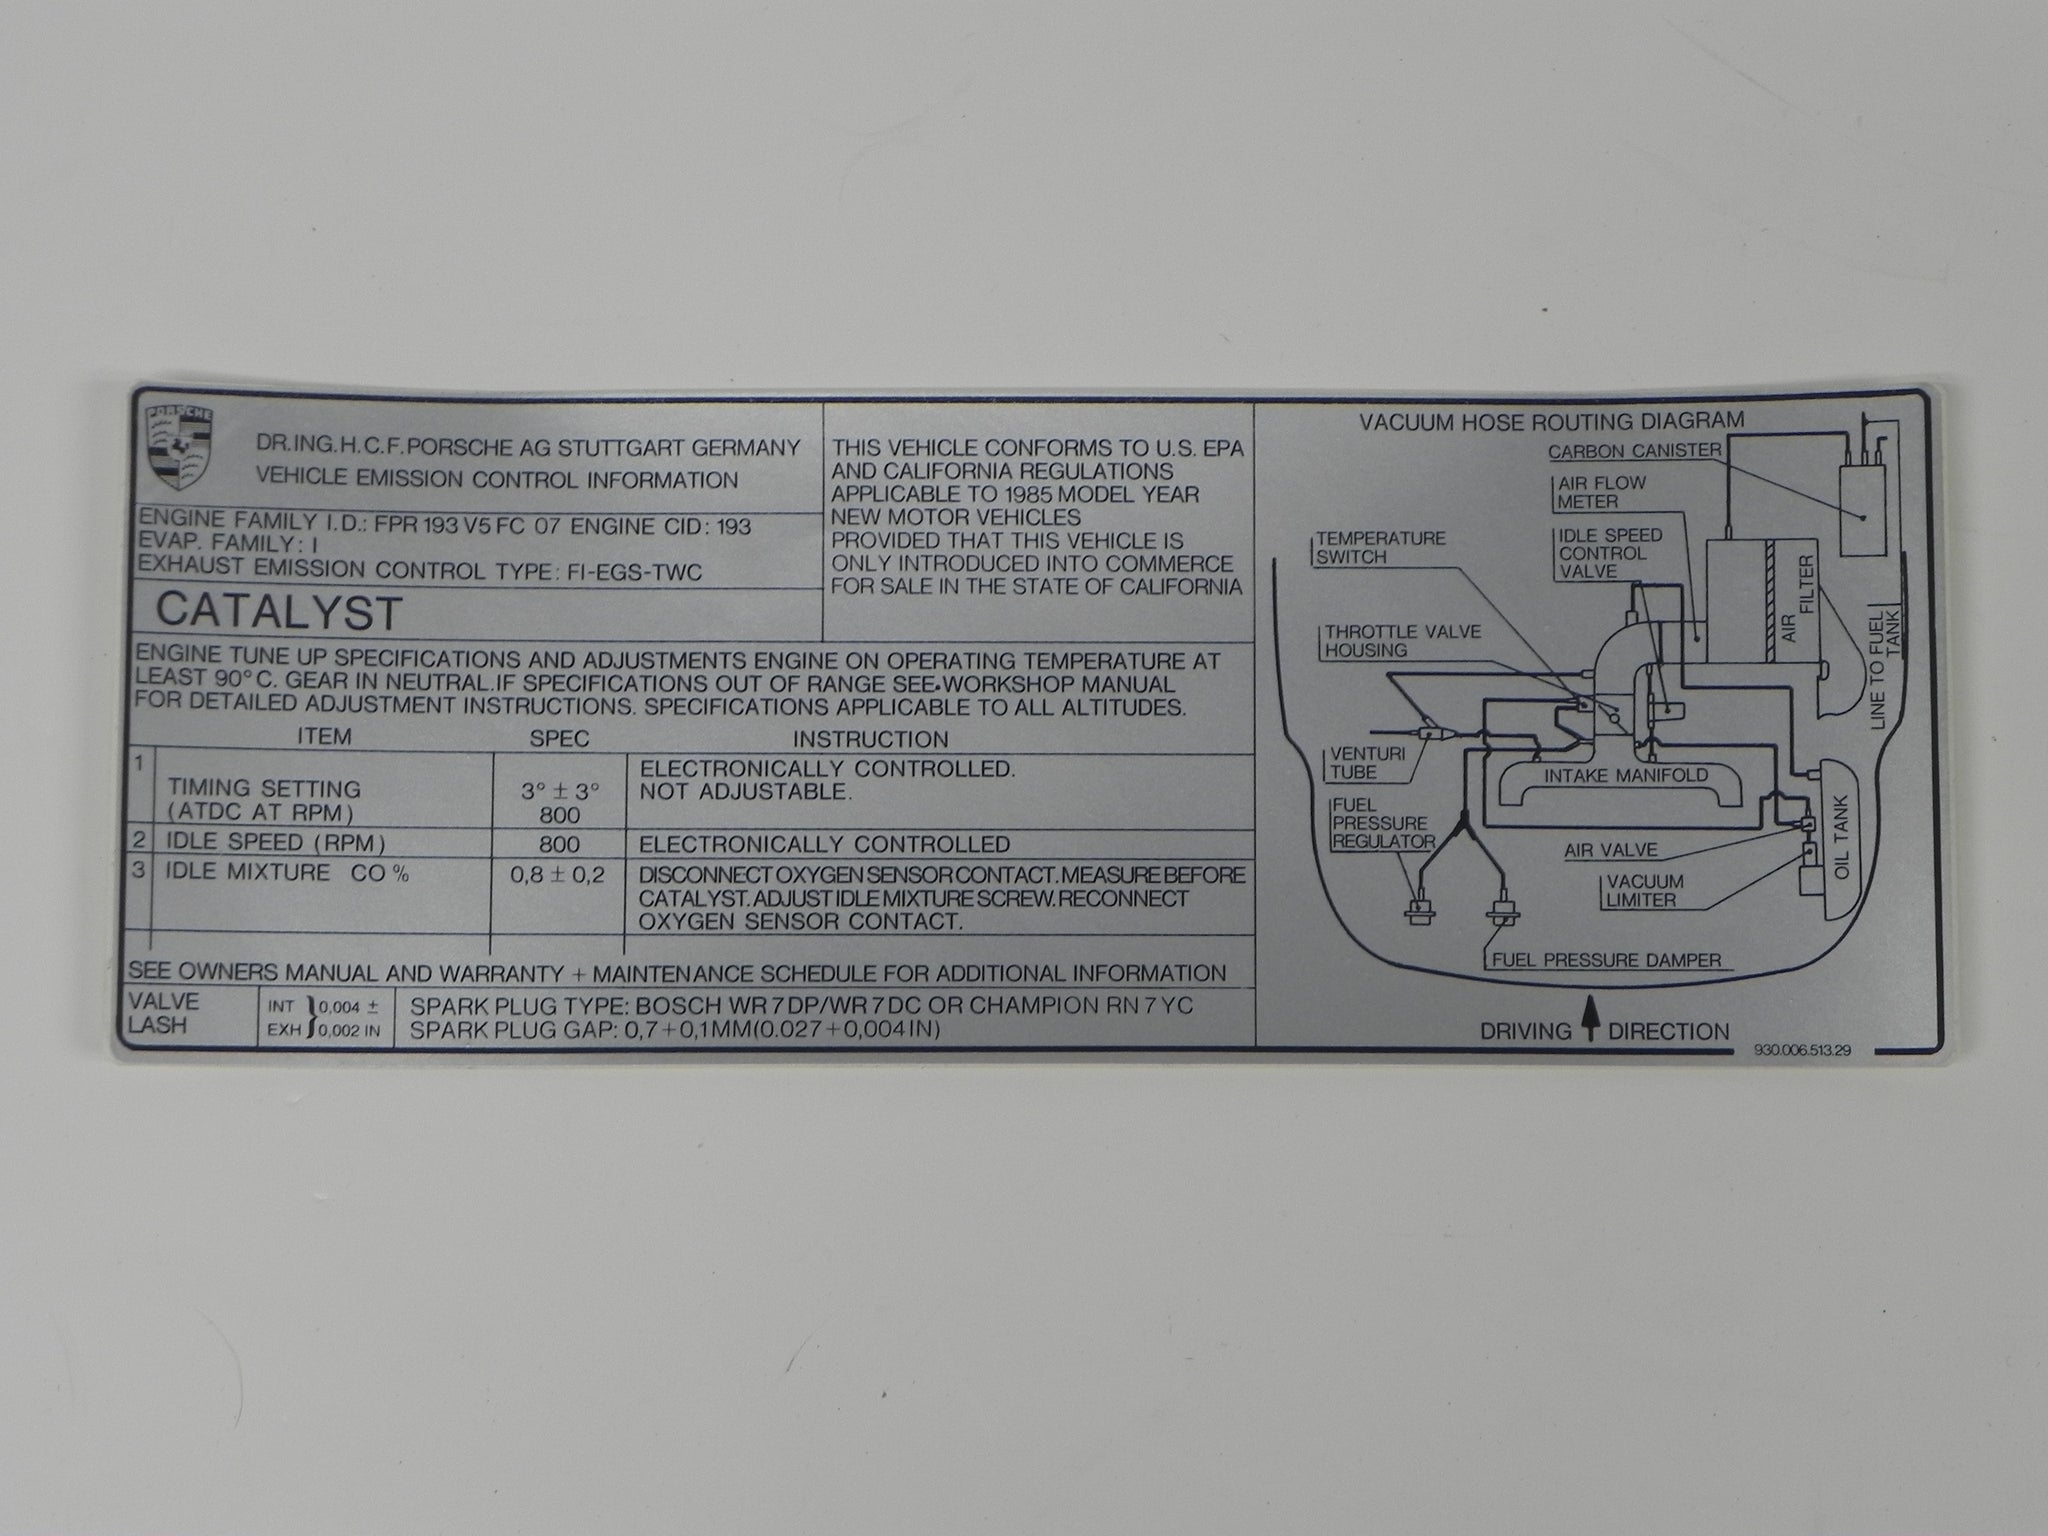 PORSCHE
DR.ING.H.C.F.PORSCHE AG STUTTGART GERMANY
VEHICLE EMISSION CONTROL INFORMATION
ENGINE FAMILY I.D.: FPR 193 V5 FC 07 ENGINE CID: 193
EVAP. FAMILY: I
EXHAUST EMISSION CONTROL TYPE: FI-EGS-TWC
CATALYST
THIS VEHICLE CONFORMS TO U.S. EPA
AND CALIFORNIA REGULATIONS
APPLICABLE TO 1985 MODEL YEAR
NEW MOTOR VEHICLES
PROVIDED THAT THIS VEHICLE IS
ONLY INTRODUCED INTO COMMERCE
FOR SALE IN THE STATE OF CALIFORNIA
ENGINE TUNE UP SPECIFICATIONS AND ADJUSTMENTS ENGINE ON OPERATING TEMPERATURE AT
LEAST 90°C. GEAR IN NEUTRAL.IF SPECIFICATIONS OUT OF RANGE SEE WORKSHOP MANUAL
FOR DETAILED ADJUSTMENT INSTRUCTIONS. SPECIFICATIONS APPLICABLE TO ALL ALTITUDES.
ITEM SPEC INSTRUCTION
1 TIMING SETTING 3° ± 3° ELECTRONICALLY CONTROLLED.
(ATDC AT RPM) 800 NOT ADJUSTABLE.
2 IDLE SPEED (RPM) 800 ELECTRONICALLY CONTROLLED
3 IDLE MIXTURE CO % 0,8 ± 0,2 DISCONNECT OXYGEN SENSOR CONTACT. MEASURE BEFORE
CATALYST. ADJUST IDLE MIXTURE SCREW. RECONNECT
OXYGEN SENSOR CONTACT.
SEE OWNERS MANUAL AND WARRANTY + MAINTENANCE SCHEDULE FOR ADDITIONAL INFORMATION
VALVE
LASH
INT } 0,004 ±
EXH } 0,002 IN
SPARK PLUG TYPE: BOSCH WR 7 DP/WR 7 DC OR CHAMPION RN 7 YC
SPARK PLUG GAP: 0,7+0,1MM(0.027+0,004IN)
VACUUM HOSE ROUTING DIAGRAM
CARBON CANISTER
AIR FLOW
METER
TEMPERATURE
SWITCH
IDLE SPEED
CONTROL
VALVE
AIR
FILTER
LINE TO FUEL
TANK
THROTTLE VALVE
HOUSING
VENTURI
TUBE
INTAKE MANIFOLD
FUEL
PRESSURE
REGULATOR
OIL TANK
AIR VALVE
VACUUM
LIMITER
FUEL PRESSURE DAMPER
DRIVING DIRECTION
930.006.513.29